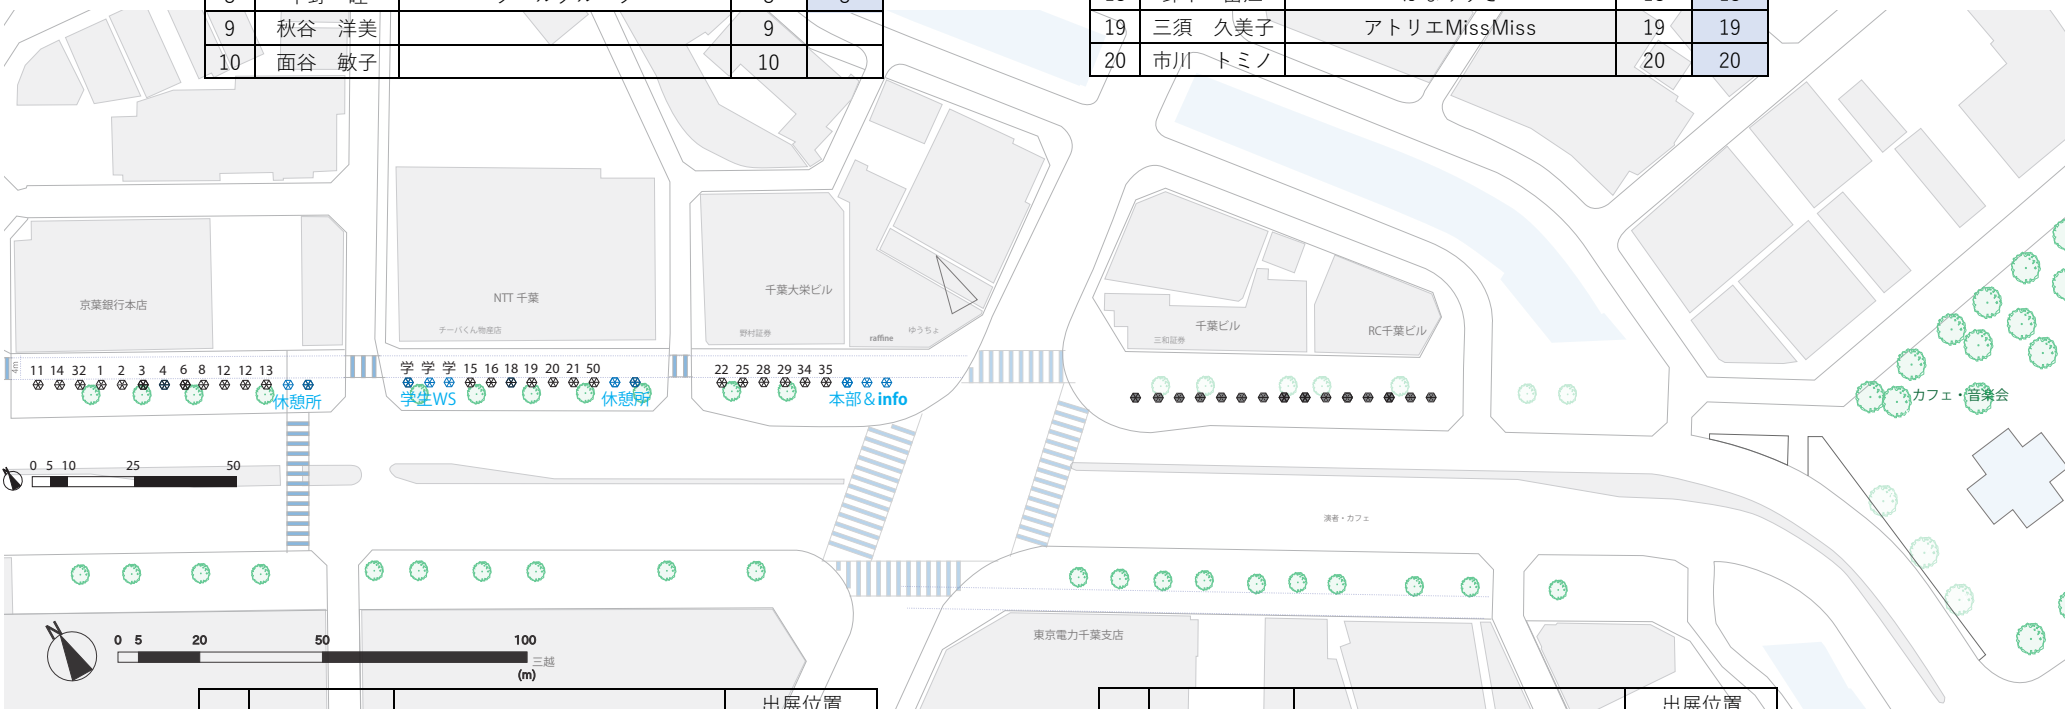 9 秋谷 洋美 9
10 面谷 敏子 10
19 三須 久美子 アトリエMissMiss 19 19
20 市川 トミノ 20 20
京葉銀行本店
NTT 千葉
チーバくん物産店
千葉大栄ビル
野村証券
raffine
ゆうちょ
千葉ビル
三和証券
RC千葉ビル
4m
11 14 32 1 2 3 4 6 8 12 12 13
休憩所
学 学 学 15 16 18 19 20 21 50
学生WS
休憩所
22 25 28 29 34 35
本部＆info
カフェ・音楽会
N 0 5 10 25 50
演者・カフェ
N 0 5 20 50 100
(m)
三越
東京電力千葉支店
出展位置
出展位置